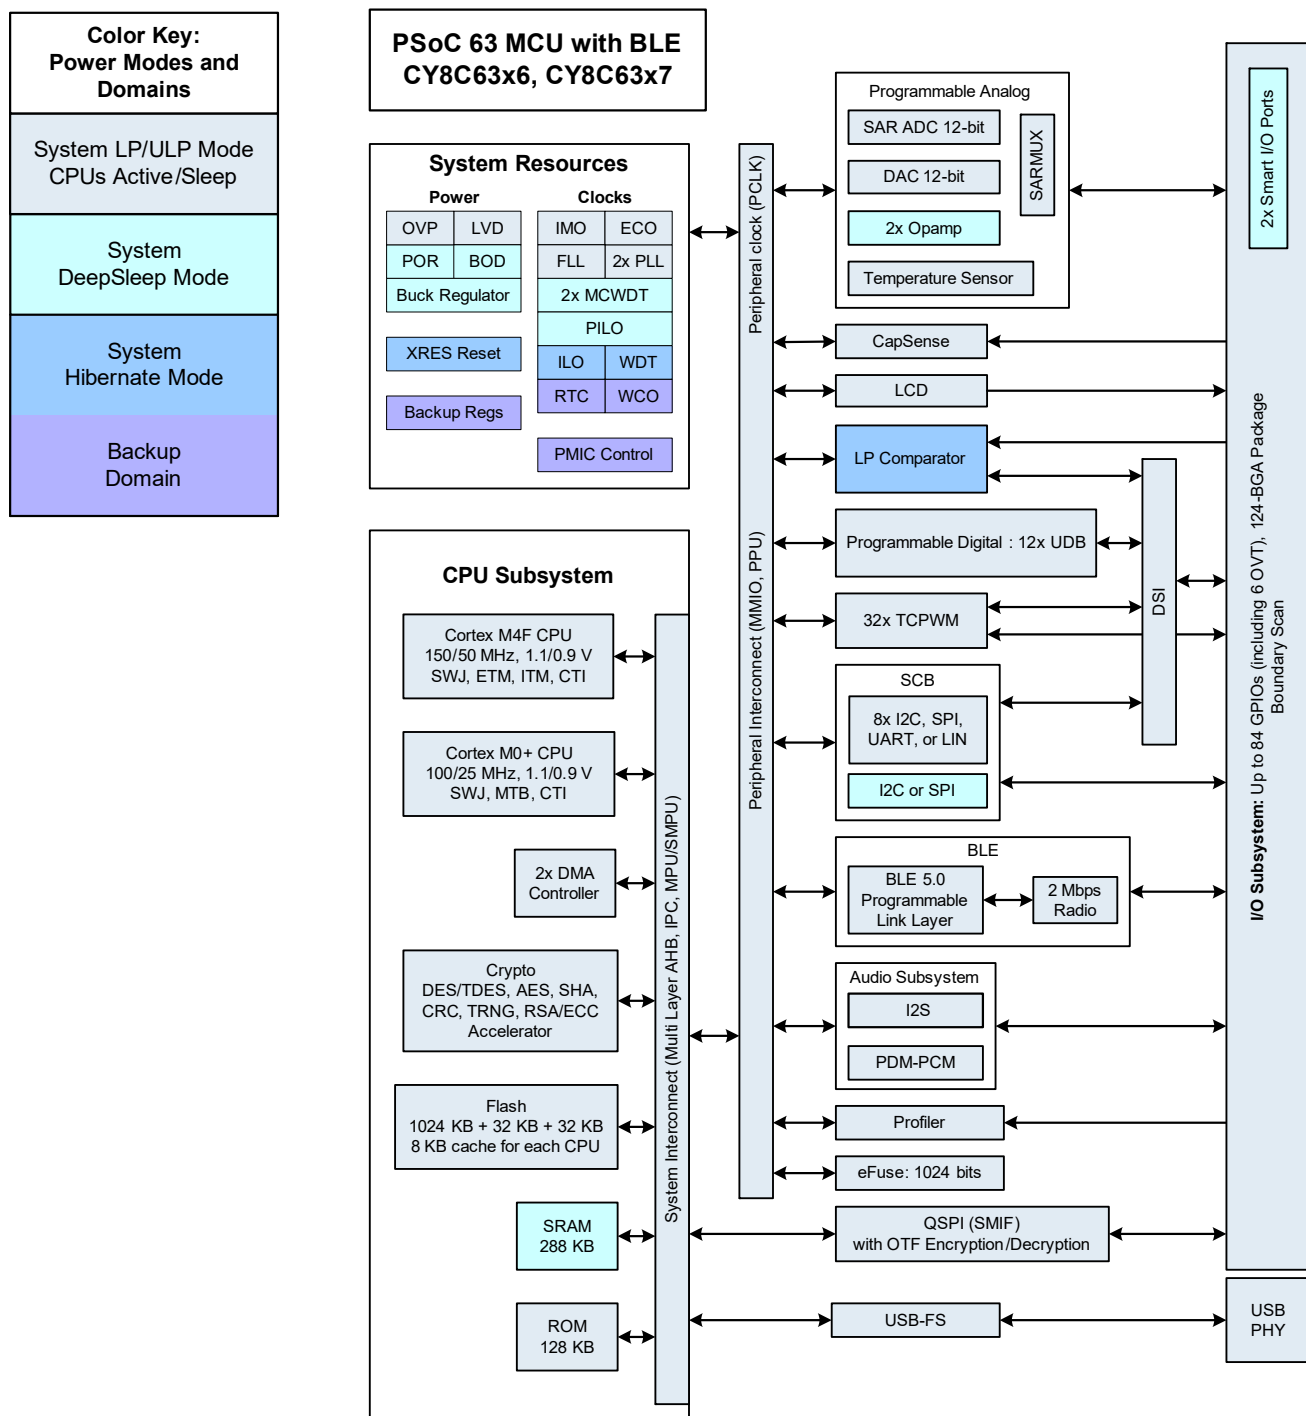 Color Key:
Power Modes and
Domains
System LP/ULP Mode
CPUs Active/Sleep
System
DeepSleep Mode
System
Hibernate Mode
Backup
Domain
PSoC 63 MCU with BLE
CY8C63x6, CY8C63x7
System Resources
Power
OVP
LVD
POR
BOD
Buck Regulator
XRES Reset
Backup Regs
Clocks
IMO
ECO
FLL
2x PLL
2x MCWDT
PILO
ILO
WDT
RTC
WCO
PMIC Control
CPU Subsystem
Cortex M4F CPU
150/50 MHz, 1.1/0.9 V
SWJ, ETM, ITM, CTI
Cortex M0+ CPU
100/25 MHz, 1.1/0.9 V
SWJ, MTB, CTI
2x DMA
Controller
Crypto
DES/TDES, AES, SHA,
CRC, TRNG, RSA/ECC
Accelerator
Flash
1024 KB + 32 KB + 32 KB
8 KB cache for each CPU
SRAM
288 KB
ROM
128 KB
System Interconnect (Multi Layer AHB, IPC, MPU/SMPU)
Peripheral Interconnect (MMIO, PPU)
Peripheral clock (PCLK)
Programmable Analog
SAR ADC 12-bit
DAC 12-bit
2x Opamp
Temperature Sensor
SARMUX
CapSense
LCD
LP Comparator
Programmable Digital : 12x UDB
32x TCPWM
SCB
8x I2C, SPI,
UART, or LIN
I2C or SPI
DSI
BLE
BLE 5.0
Programmable
Link Layer
2 Mbps
Radio
Audio Subsystem
I2S
PDM-PCM
Profiler
eFuse: 1024 bits
QSPI (SMIF)
with OTF Encryption/Decryption
USB-FS
2x Smart I/O Ports
I/O Subsystem: Up to 84 GPIOs (including 6 OVT), 124-BGA Package
Boundary Scan
USB
PHY